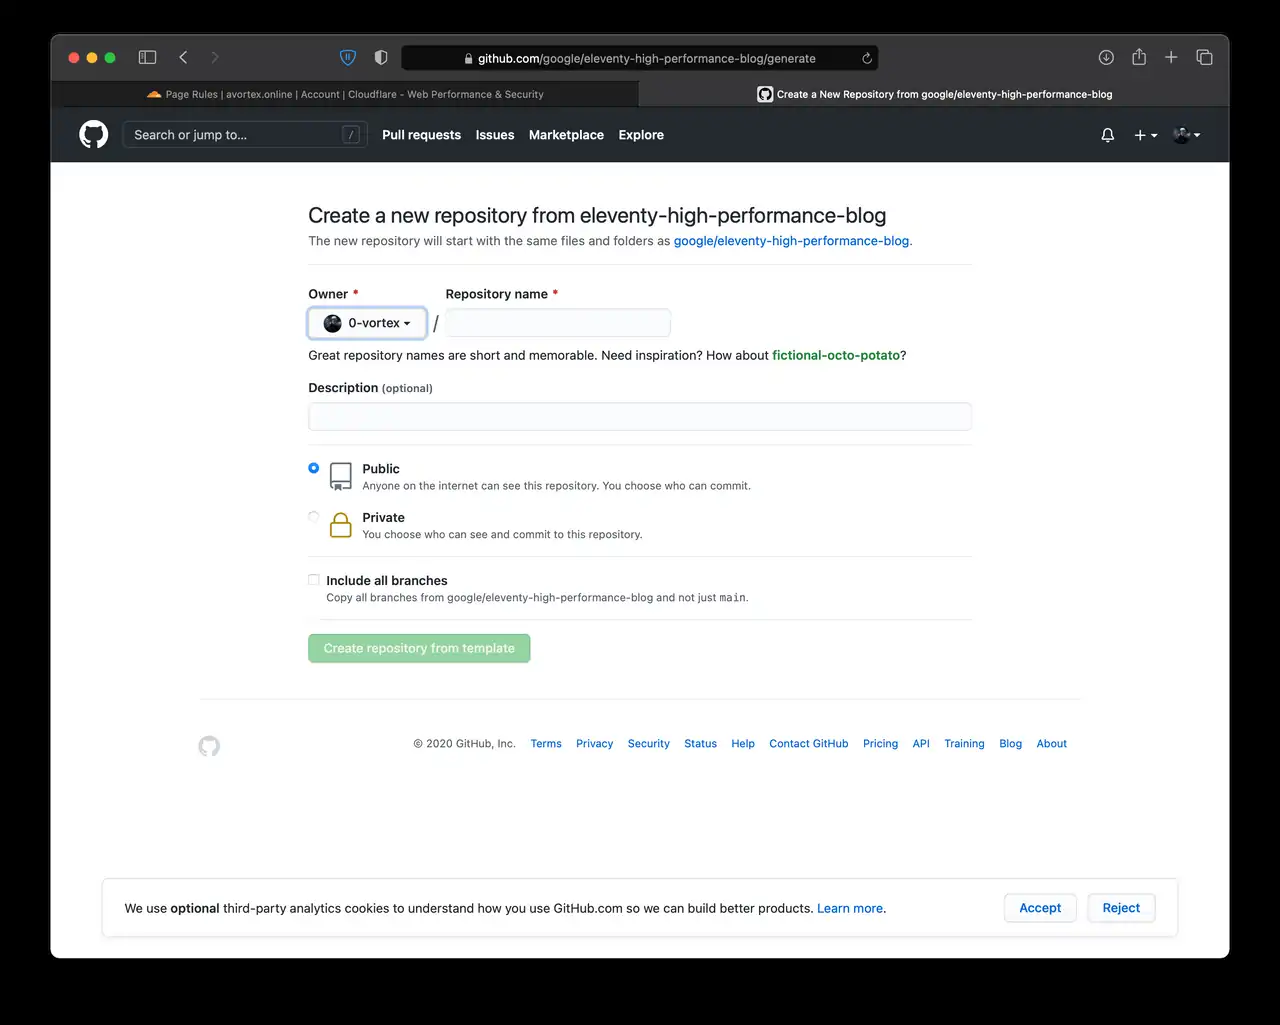 github.com/google/eleventy-high-performance-blog/generate
Page Rules | avortex.online | Account | Cloudflare - Web Performance & Security
Create a New Repository from google/eleventy-high-performance-blog
Search or jump to... /
Pull requests Issues Marketplace Explore
Create a new repository from eleventy-high-performance-blog
The new repository will start with the same files and folders as google/eleventy-high-performance-blog.
Owner * Repository name *
0-vortex /
Great repository names are short and memorable. Need inspiration? How about fictional-octo-potato?
Description (optional)
Public
Anyone on the internet can see this repository. You choose who can commit.
Private
You choose who can see and commit to this repository.
Include all branches
Copy all branches from google/eleventy-high-performance-blog and not just main.
Create repository from template
© 2020 GitHub, Inc. Terms Privacy Security Status Help Contact GitHub Pricing API Training Blog About
We use optional third-party analytics cookies to understand how you use GitHub.com so we can build better products. Learn more.
Accept Reject